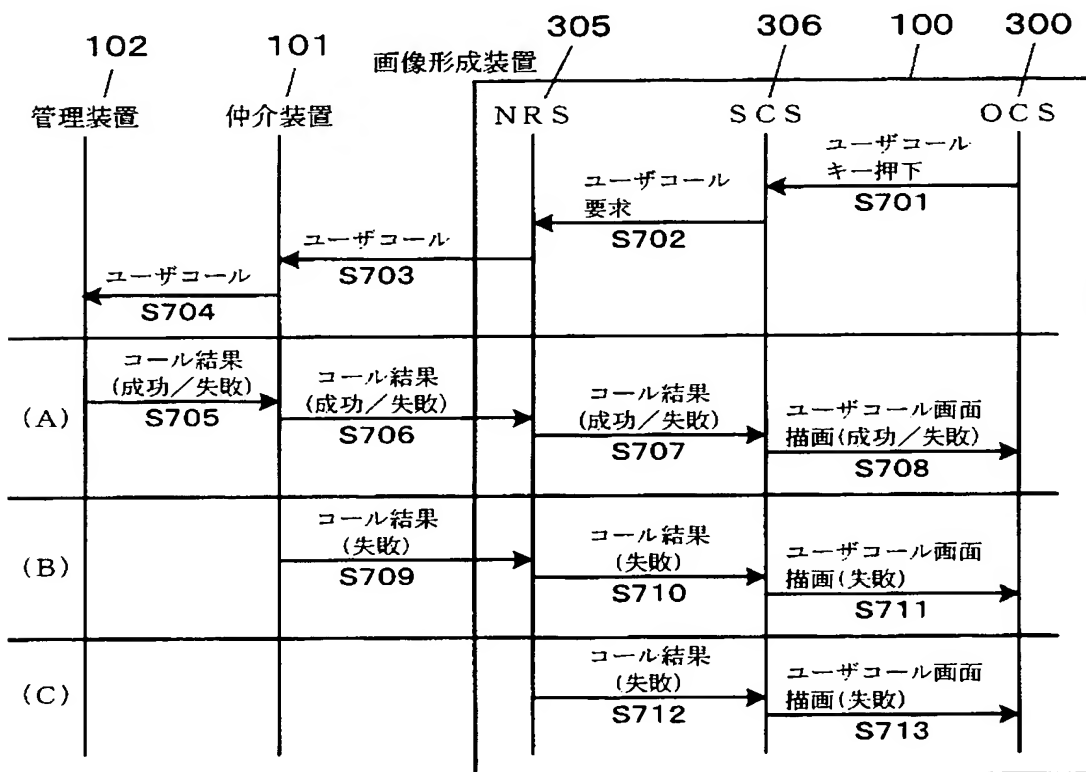 102
101
305
306
100
300
画像形成装置
管理装置
仲介装置
NRS
SCS
OCS
ユーザコール
キー押下
S701
ユーザコール
要求
S702
ユーザコール
S703
ユーザコール
S704
(A)
コール結果
(成功／失敗)
S705
コール結果
(成功／失敗)
S706
コール結果
(成功／失敗)
S707
ユーザコール画面
描画(成功／失敗)
S708
(B)
コール結果
(失敗)
S709
コール結果
(失敗)
S710
ユーザコール画面
描画(失敗)
S711
(C)
コール結果
(失敗)
S712
ユーザコール画面
描画(失敗)
S713